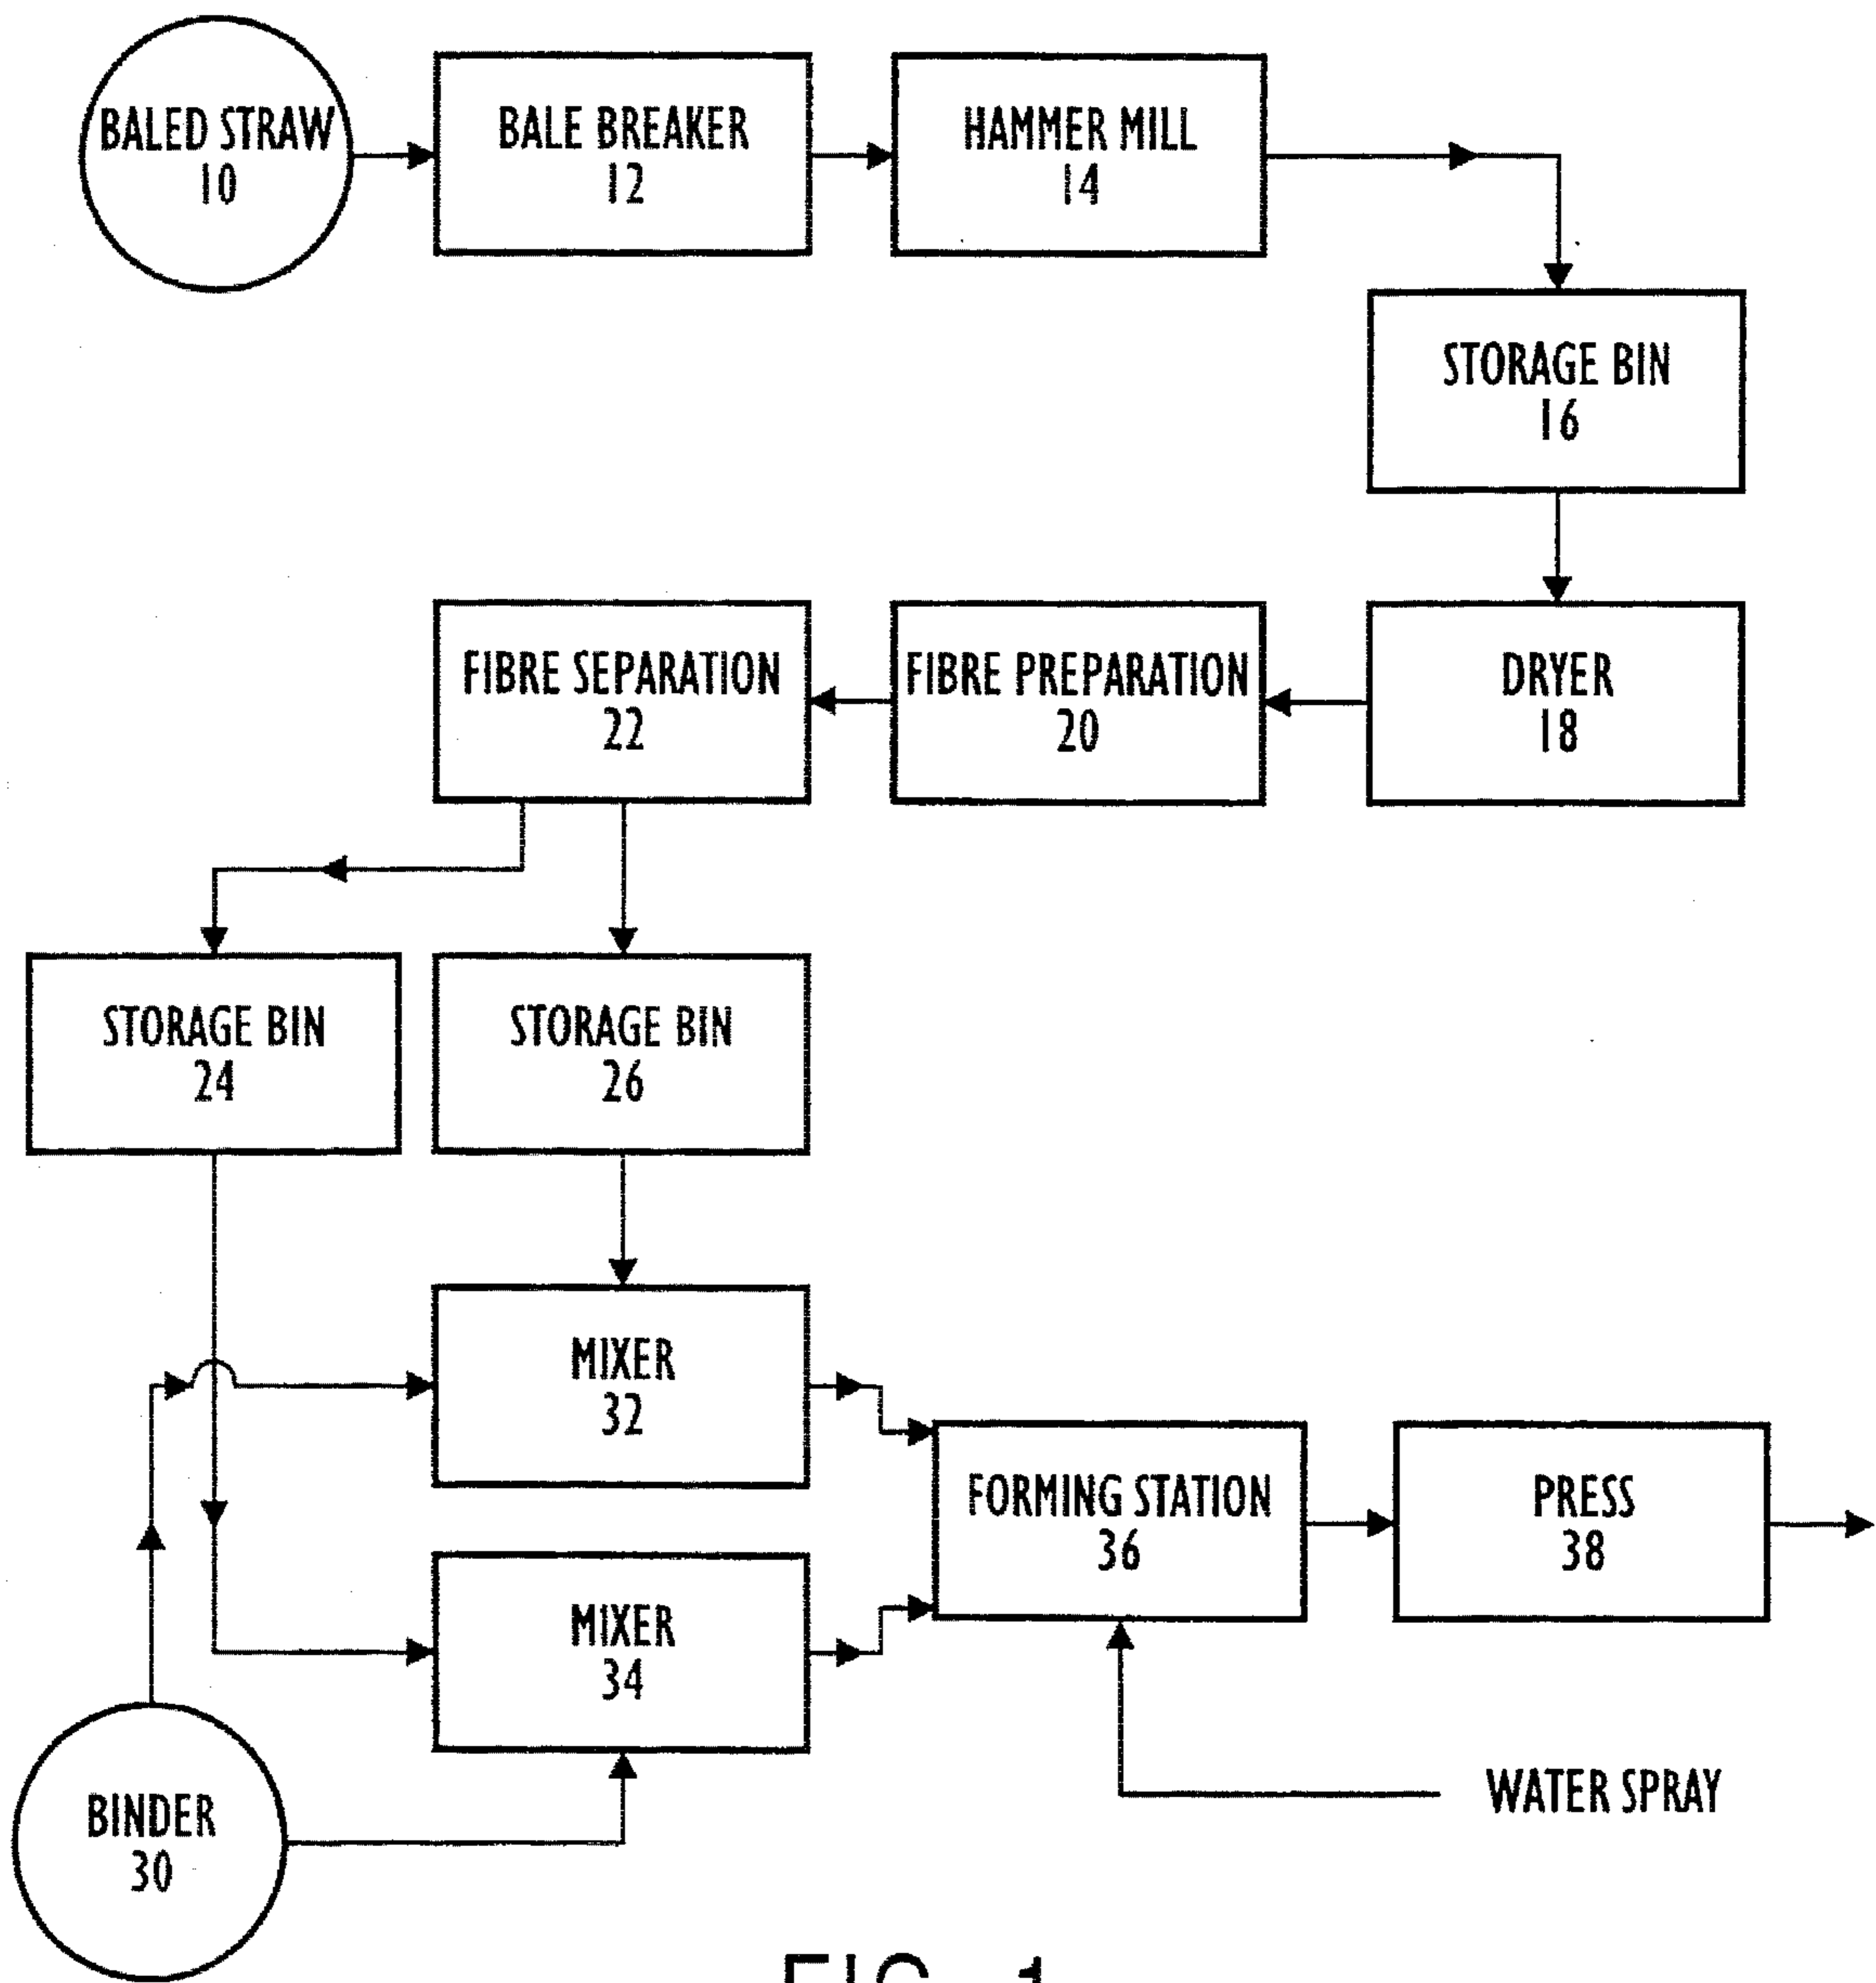 BALED STRAW
10
BALE BREAKER
12
HAMMER MILL
14
STORAGE BIN
16
FIBRE SEPARATION
22
FIBRE PREPARATION
20
DRYER
18
STORAGE BIN
24
STORAGE BIN
26
MIXER
32
FORMING STATION
36
PRESS
38
MIXER
34
WATER SPRAY
BINDER
30
FIG. 1